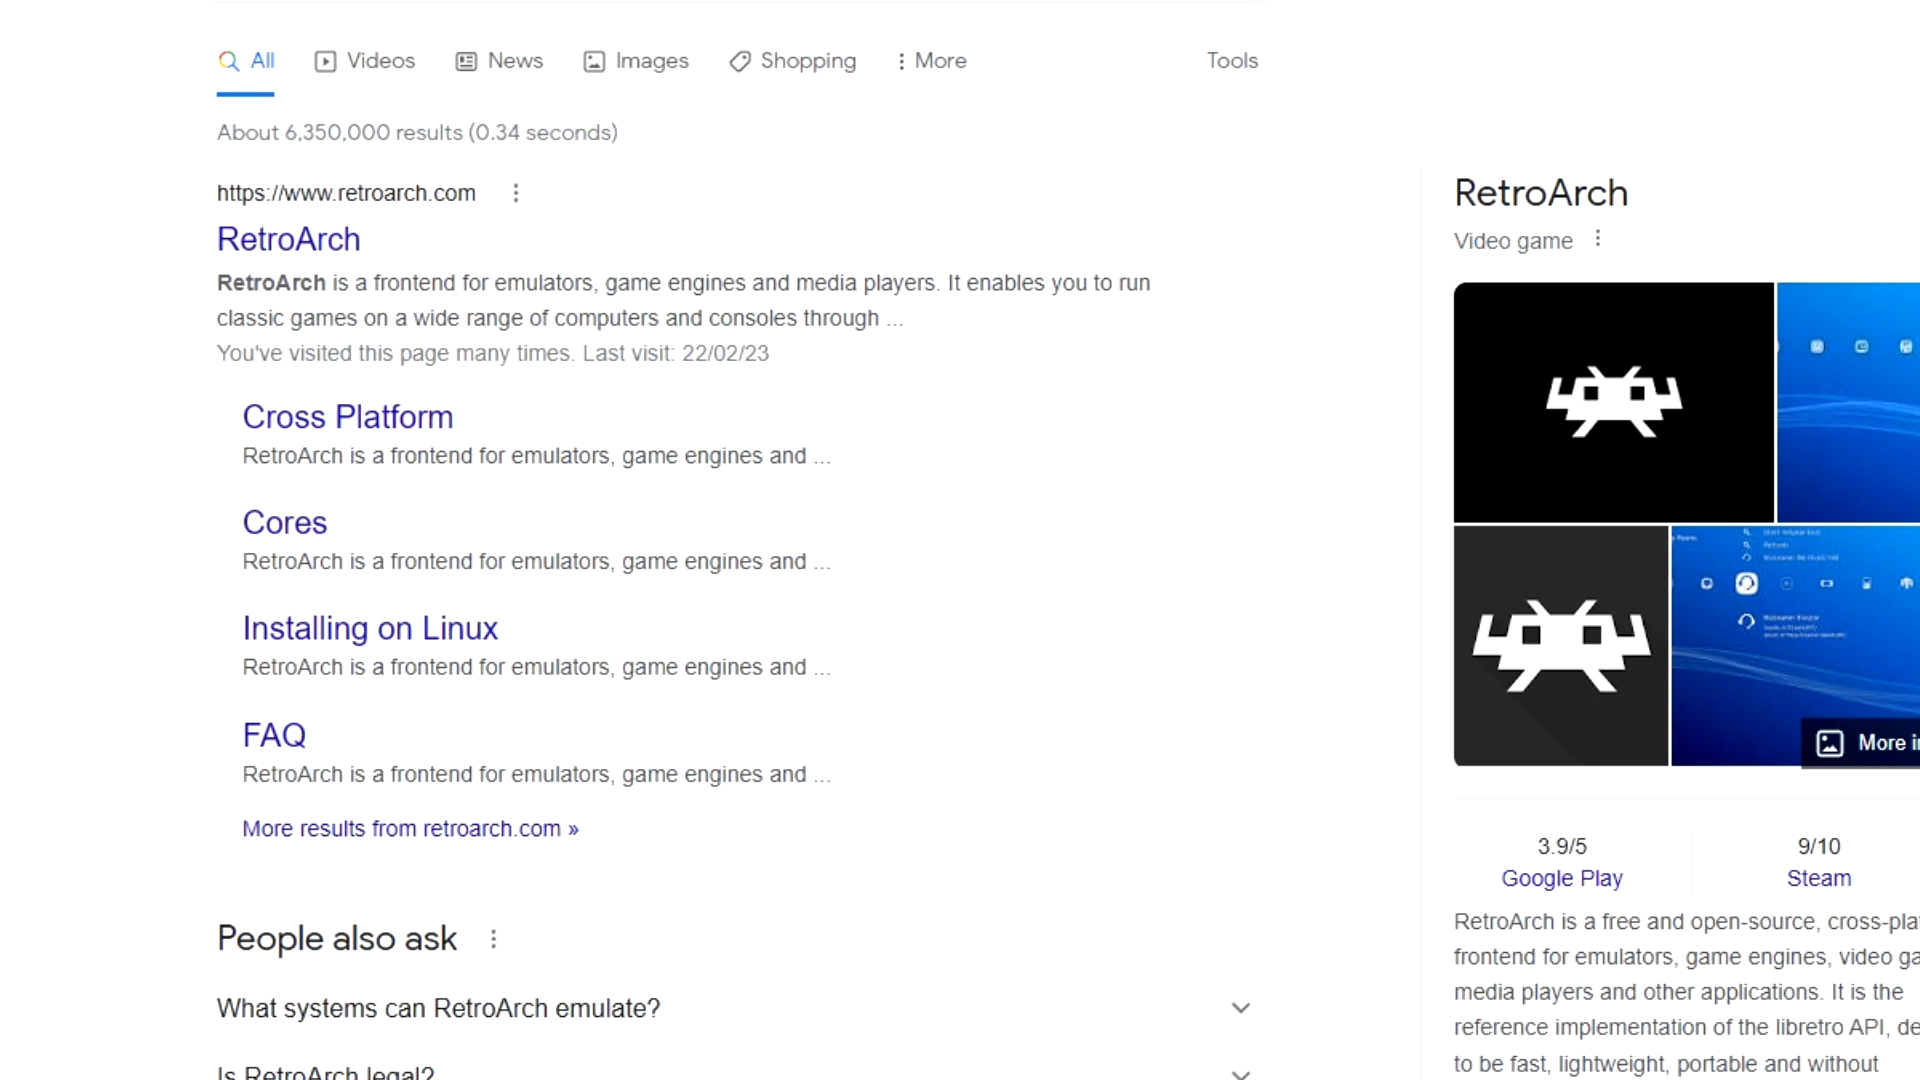 All Videos News Images Shopping More Tools
About 6,350,000 results (0.34 seconds)
https://www.retroarch.com
RetroArch
RetroArch is a frontend for emulators, game engines and media players. It enables you to run
classic games on a wide range of computers and consoles through ...
You've visited this page many times. Last visit: 22/02/23
Cross Platform
RetroArch is a frontend for emulators, game engines and ...
Cores
RetroArch is a frontend for emulators, game engines and ...
Installing on Linux
RetroArch is a frontend for emulators, game engines and ...
FAQ
RetroArch is a frontend for emulators, game engines and ...
More results from retroarch.com »
People also ask
What systems can RetroArch emulate?
Is RetroArch legal?
RetroArch
Video game
More
3.9/5
Google Play
9/10
Steam
RetroArch is a free and open-source, cross-pla
frontend for emulators, game engines, video ga
media players and other applications. It is the
reference implementation of the libretro API, de
to be fast, lightweight, portable and without